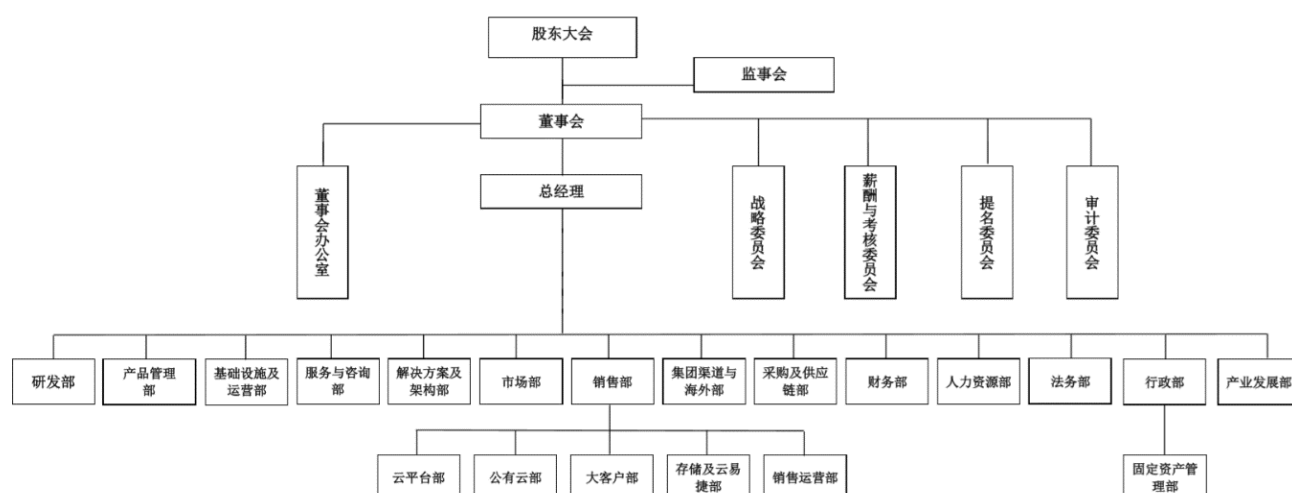 股东大会
监事会
董事会
董事会办公室
总经理
战略委员会
薪酬与考核委员会
提名委员会
审计委员会
研发部
产品管理
部
基础设施及
运营部
服务与咨询
部
解决方案及
架构部
市场部
销售部
集团渠道与
海外部
采购及供应
链部
财务部
人力资源部
法务部
行政部
产业发展部
云平台部
公有云部
大客户部
存储及云易
捷部
销售运营部
固定资产管
理部